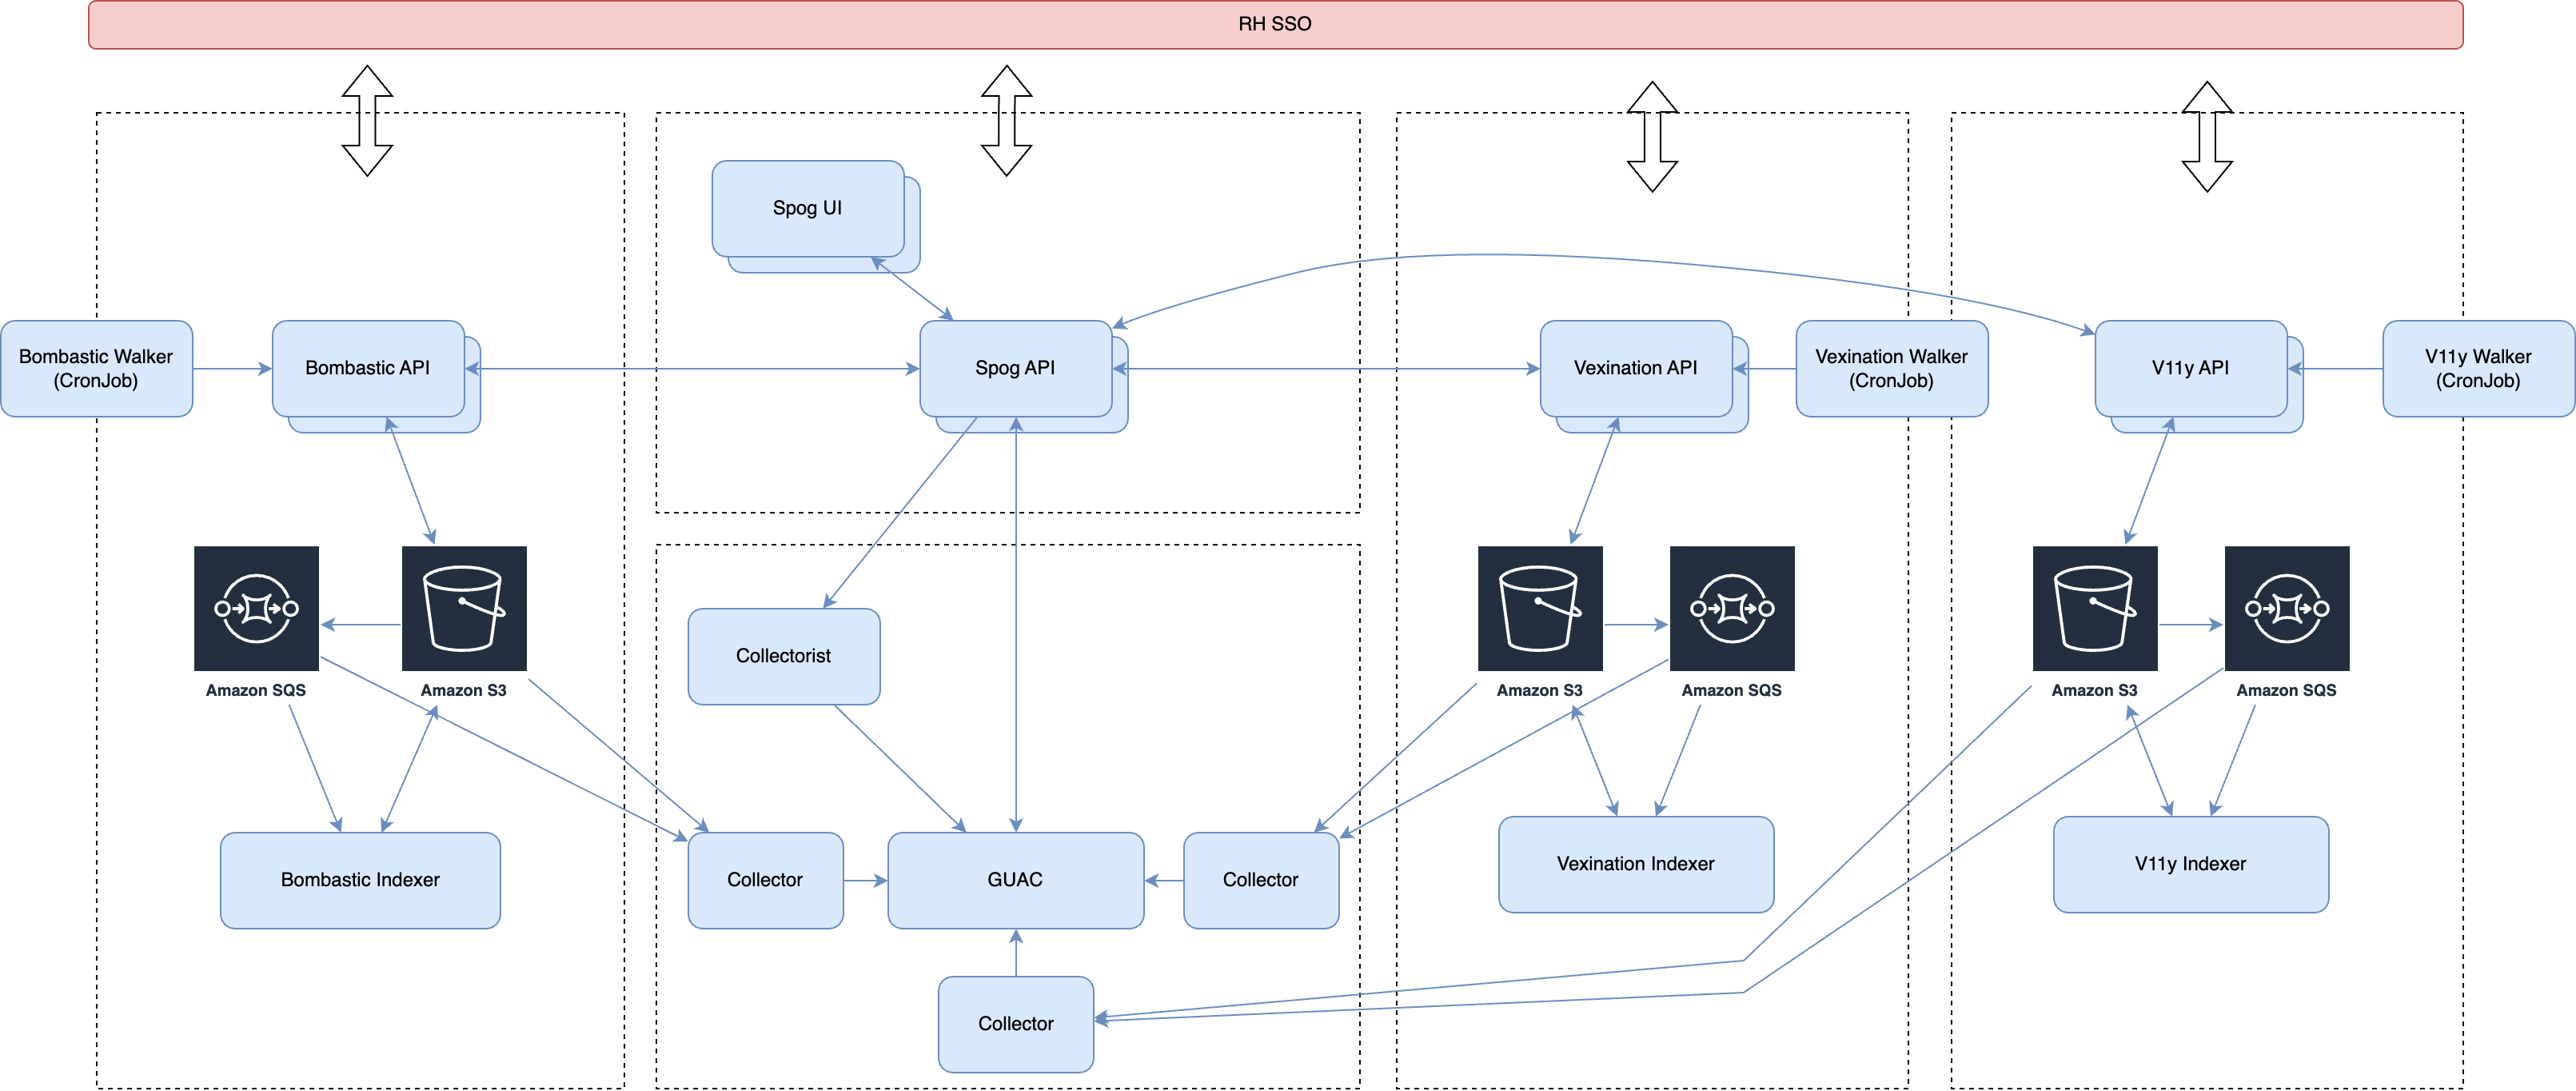 RH SSO
Spog UI
Bombastic Walker
(CronJob)
Bombastic API
Spog API
Vexination API
Vexination Walker
(CronJob)
V11y API
V11y Walker
(CronJob)
Amazon SQS
Amazon S3
Collectorist
Amazon S3
Amazon SQS
Amazon S3
Amazon SQS
Bombastic Indexer
Collector
GUAC
Collector
Vexination Indexer
V11y Indexer
Collector